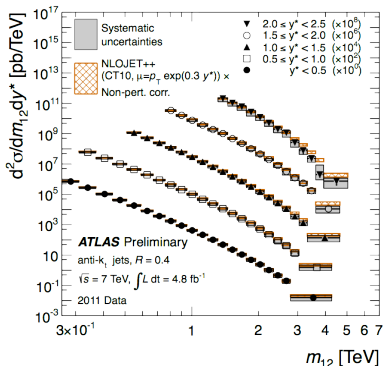 10¹⁷
10¹⁵
10¹³
10¹¹
10⁹
10⁷
10⁵
10³
10
10⁻¹
10⁻³
d²σ/dm₁₂dy* [pb/TeV]
Systematic
uncertainties
NLOJET++
(CT10, μ=p_T exp(0.3 y*)) ×
Non-pert. corr.
2.0 ≤ y* < 2.5 (×10⁸)
1.5 ≤ y* < 2.0 (×10⁶)
1.0 ≤ y* < 1.5 (×10⁴)
0.5 ≤ y* < 1.0 (×10²)
y* < 0.5 (×10⁰)
ATLAS Preliminary
anti-k_t jets, R = 0.4
√s = 7 TeV, ∫L dt = 4.8 fb⁻¹
2011 Data
3×10⁻¹ 1 2 3 4 5 6 7
m₁₂ [TeV]